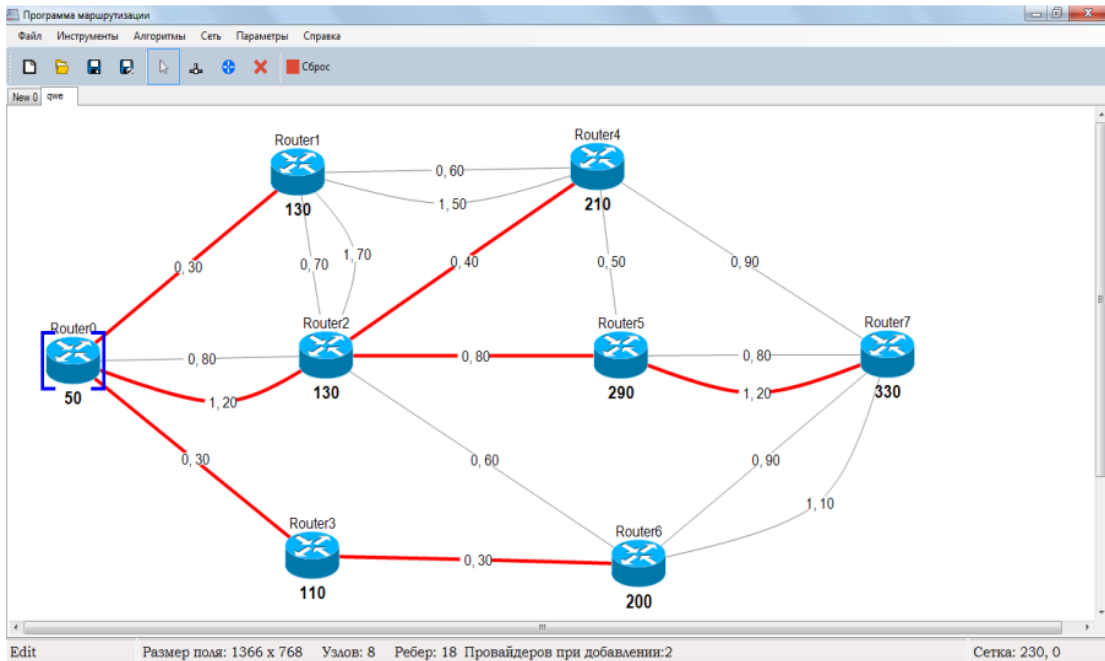 Программа маршрутизации
Файл Инструменты Алгоритмы Сеть Параметры Справка
Сброс
New 0 qwe
Router1
130
Router4
210
0, 60
1, 50
0, 30
0, 70
1, 70
0, 40
0, 50
0, 90
Router0
50
Router2
130
Router5
290
Router7
330
0, 80
1, 20
0, 80
0, 80
1, 20
0, 30
0, 60
0, 90
1, 10
Router3
110
0, 30
Router6
200
Edit Размер поля: 1366 x 768 Узлов: 8 Ребер: 18 Провайдеров при добавлении:2 Сетка: 230, 0